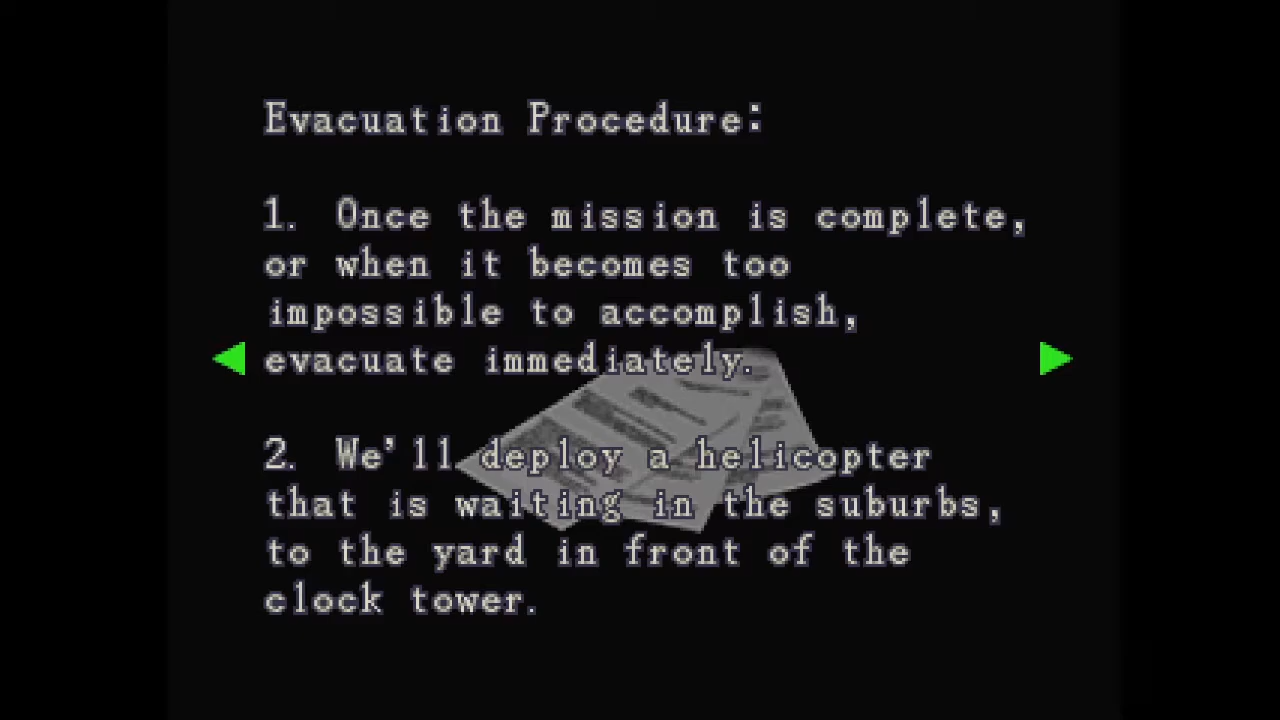 Evacuation Procedure:
1. Once the mission is complete,
or when it becomes too
impossible to accomplish,
evacuate immediately.
2. We'll deploy a helicopter
that is waiting in the suburbs,
to the yard in front of the
clock tower.